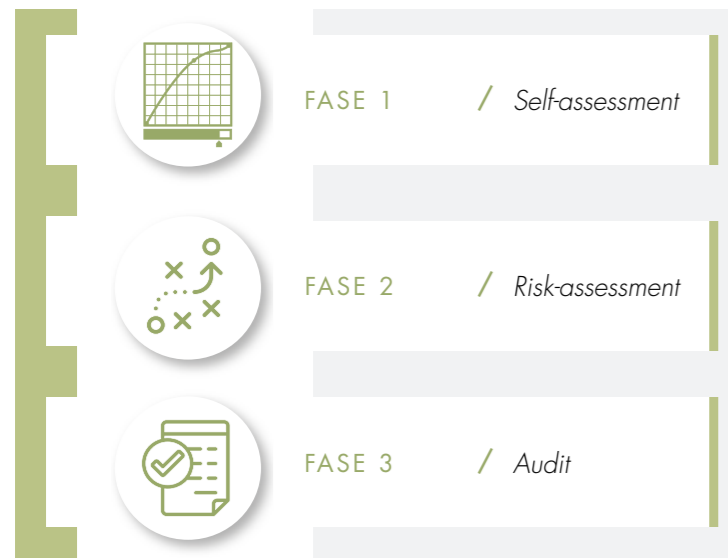 FASE 1 / Self-assessment
FASE 2 / Risk-assessment
FASE 3 / Audit